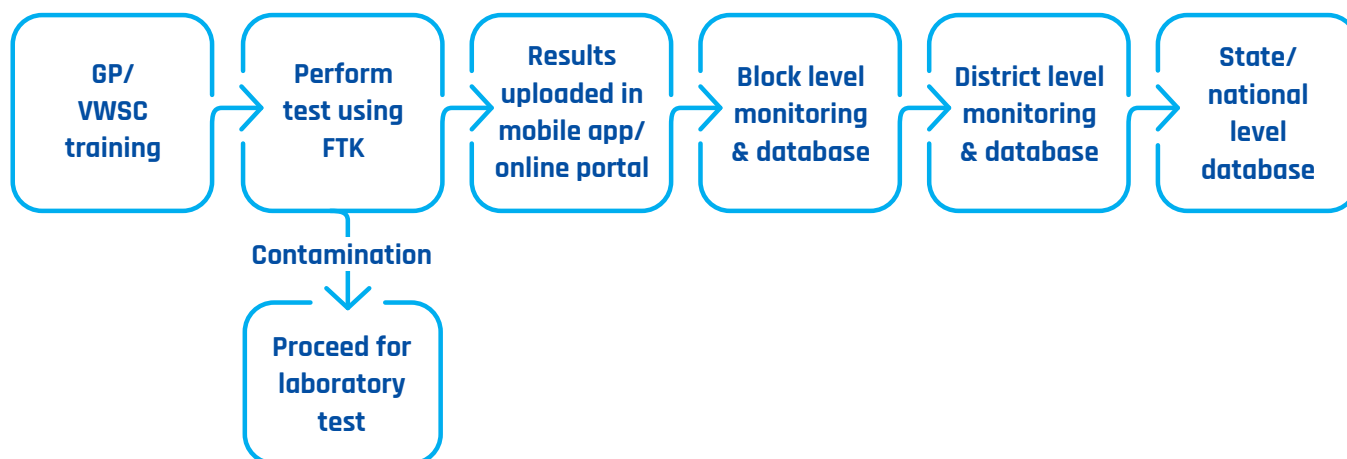 GP/
VWSC
training
Perform
test using
FTK
Results
uploaded in
mobile app/
online portal
Block level
monitoring
& database
District level
monitoring
& database
State/
national
level
database
Contamination
Proceed for
laboratory
test